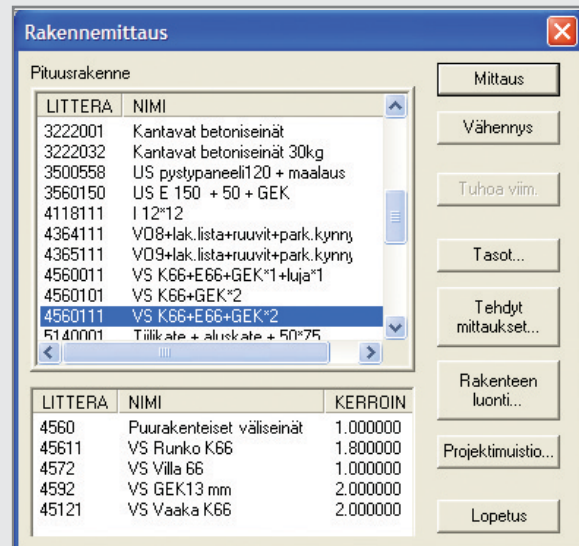 Rakennemittaus
Pituusrakenne
LITTERA NIMI
3222001 Kantavat betoniseinät
3222032 Kantavat betoniseinät 30kg
3500558 US pystypaneeli120 + maalaus
3560150 US E 150 + 50 + GEK
4118111 I 12*12
4364111 VO8+lak.lista+ruuvit+park.kynny
4365111 VO9+lak.lista+ruuvit+park.kynny
4560011 VS K66+E66+GEK*1+luja*1
4560101 VS K66+GEK*2
4560111 VS K66+E66+GEK*2
5140001 Tiilikate + aluskate + 50*75
LITTERA NIMI KERROIN
4560 Puurakenteiset väliseinät 1.000000
45611 VS Runko K66 1.800000
4572 VS Villa 66 1.000000
4592 VS GEK13 mm 2.000000
45121 VS Vaaka K66 2.000000
Mittaus
Vähennys
Tuhoa viim.
Tasot...
Tehdyt
mittaukset...
Rakenteen
luonti...
Projektimuistio...
Lopetus